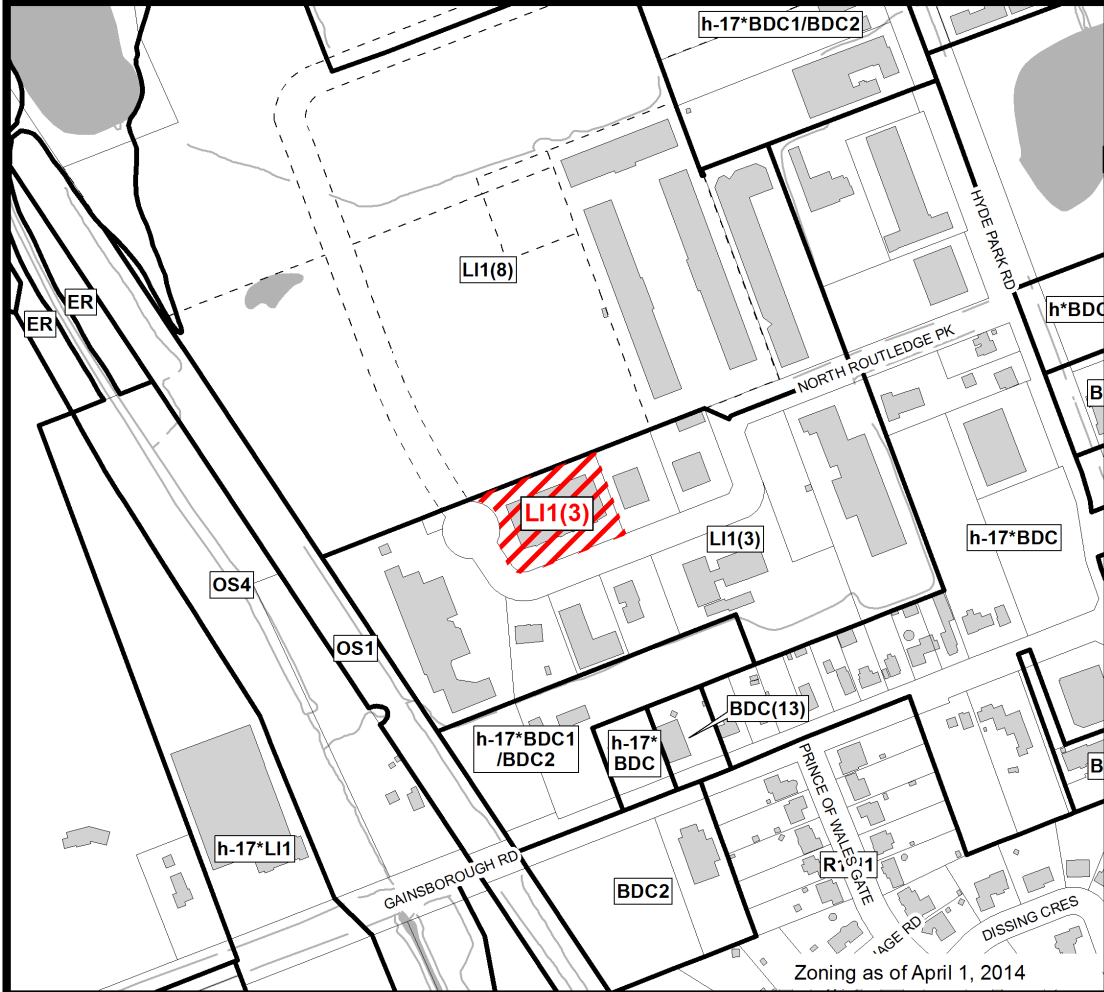 h-17*BDC1/BDC2
HYDE PARK RD
LI1(8)
ER
ER
h*BDC
NORTH ROUTLEDGE PK
B
LI1(3)
LI1(3)
h-17*BDC
OS4
OS1
BDC(13)
h-17*BDC1
/BDC2
h-17*
BDC
B
PRINCE OF WALES GATE
h-17*LI1
GAINSBOROUGH RD
BDC2
DISSING CRES
RD
Zoning as of April 1, 2014